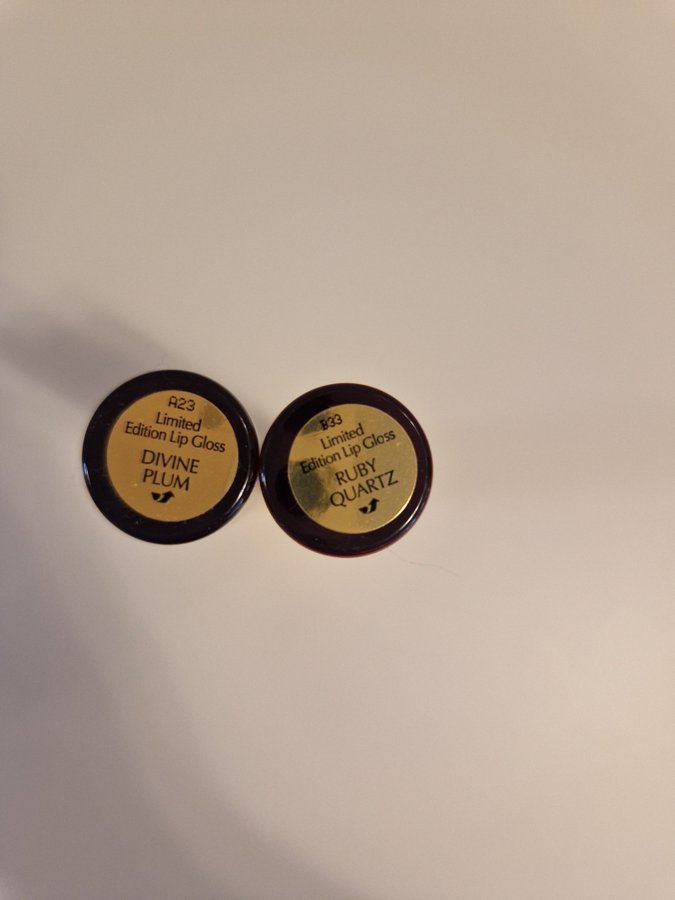 A23
Limited
Edition Lip Gloss
DIVINE
PLUM
B33
Limited
Edition Lip Gloss
RUBY
QUARTZ